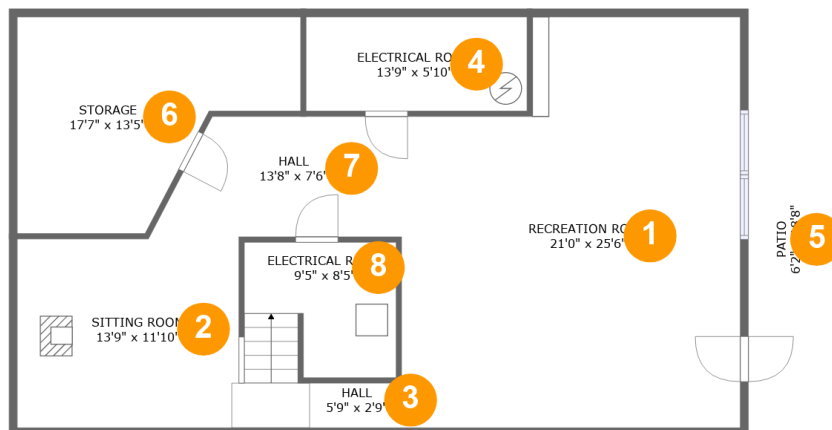 ELECTRICAL
13'9" x 5'10"
4
STORAGE
17'7" x 13'5"
6
HALL
13'8" x 7'6"
7
RECREATION
21'0" x 25'6"
1
PATIO
5
ELECTRICAL
9'5" x 8'5"
8
SITTING ROOM
13'9" x 11'10"
2
HALL
5'9" x 2'9"
3